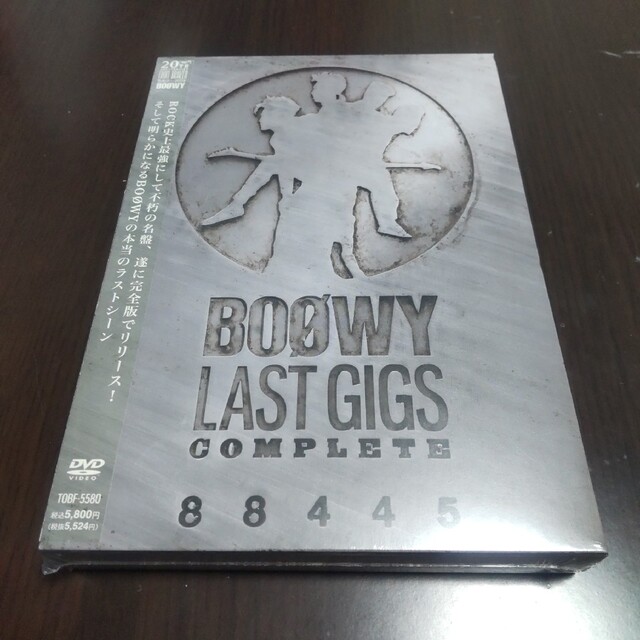 20th
BOØWY
ROCK史上最強にして不朽の名盤、遂に完全版でリリース!
そして明らかになるBOØWYの本当のラストシーン
BOØWY
LAST GIGS
COMPLETE
8 8 4 4 5
DVD
VIDEO
TOBF-5580
税込5,800円
(税抜5,524円)